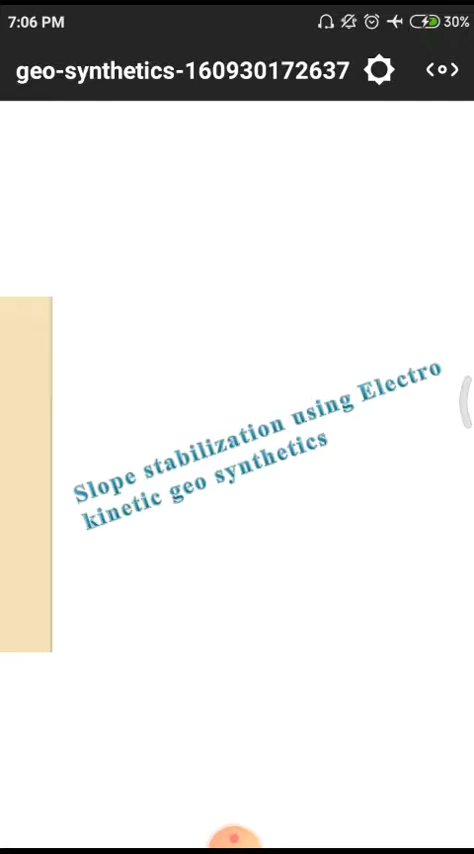 7:06 PM 30%
geo-synthetics-160930172637
Slope stabilization using Electro
kinetic geo synthetics